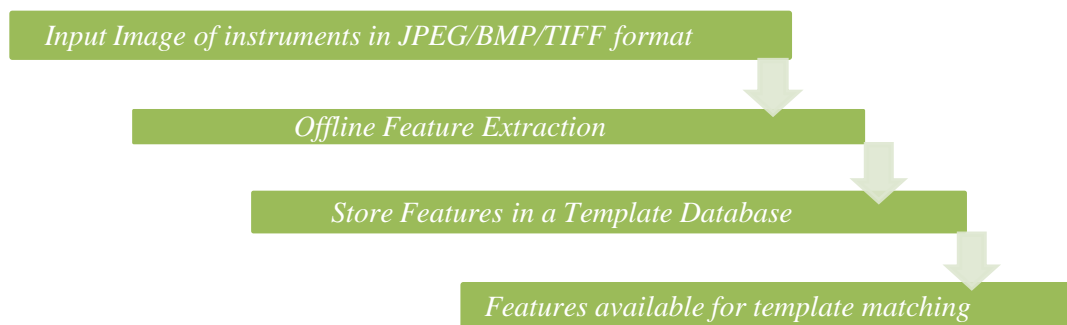 Input Image of instruments in JPEG/BMP/TIFF format
Offline Feature Extraction
Store Features in a Template Database
Features available for template matching